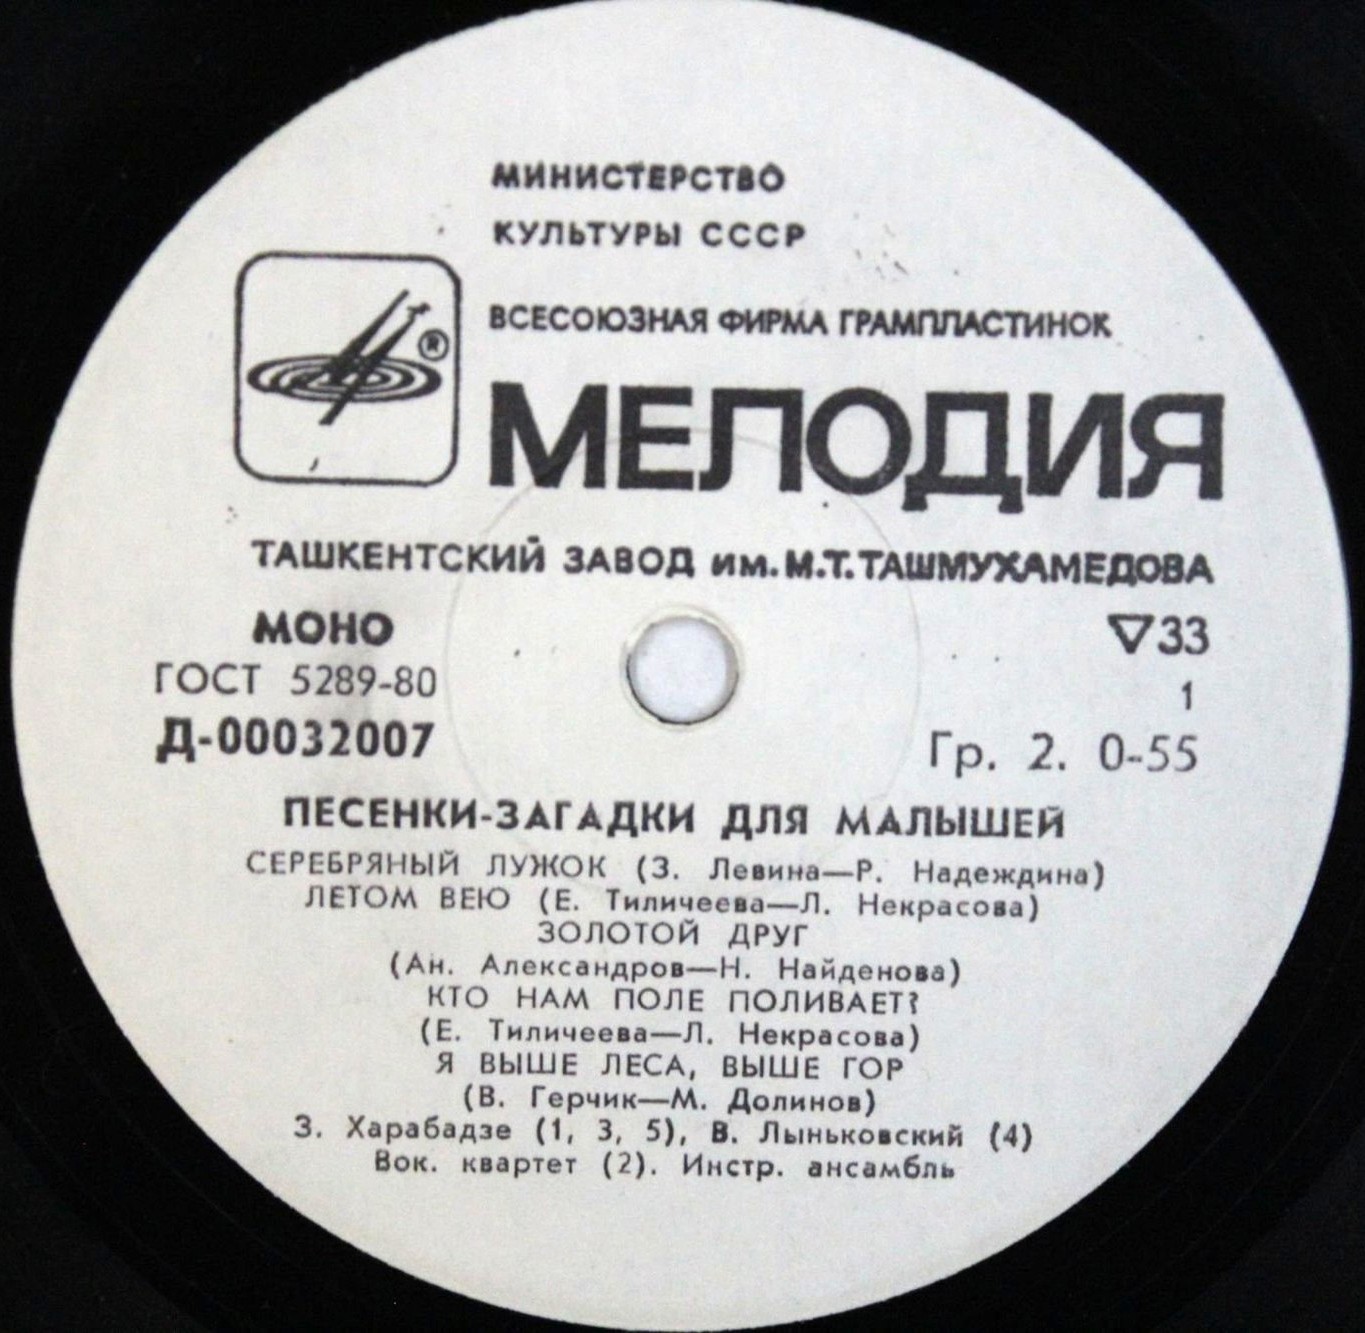 МИНИСТЕРСТВО
КУЛЬТУРЫ СССР
ВСЕСОЮЗНАЯ ФИРМА ГРАМПЛАСТИНОК
®
МЕЛОДИЯ
ТАШКЕНТСКИЙ ЗАВОД им. М.Т. ТАШМУХАМЕДОВА
МОНО
▽33
ГОСТ 5289-80
1
Д-00032007
Гр. 2. 0-55
ПЕСЕНКИ-ЗАГАДКИ ДЛЯ МАЛЫШЕЙ
СЕРЕБРЯНЫЙ ЛУЖОК (З. Левина—Р. Надеждина)
ЛЕТОМ ВЕЮ (Е. Тиличеева—Л. Некрасова)
ЗОЛОТОЙ ДРУГ
(Ан. Александров—Н. Найденова)
КТО НАМ ПОЛЕ ПОЛИВАЕТ?
(Е. Тиличеева—Л. Некрасова)
Я ВЫШЕ ЛЕСА, ВЫШЕ ГОР
(В. Герчик—М. Долинов)
З. Харабадзе (1, 3, 5), В. Лыньковский (4)
Вок. квартет (2). Инстр. ансамбль